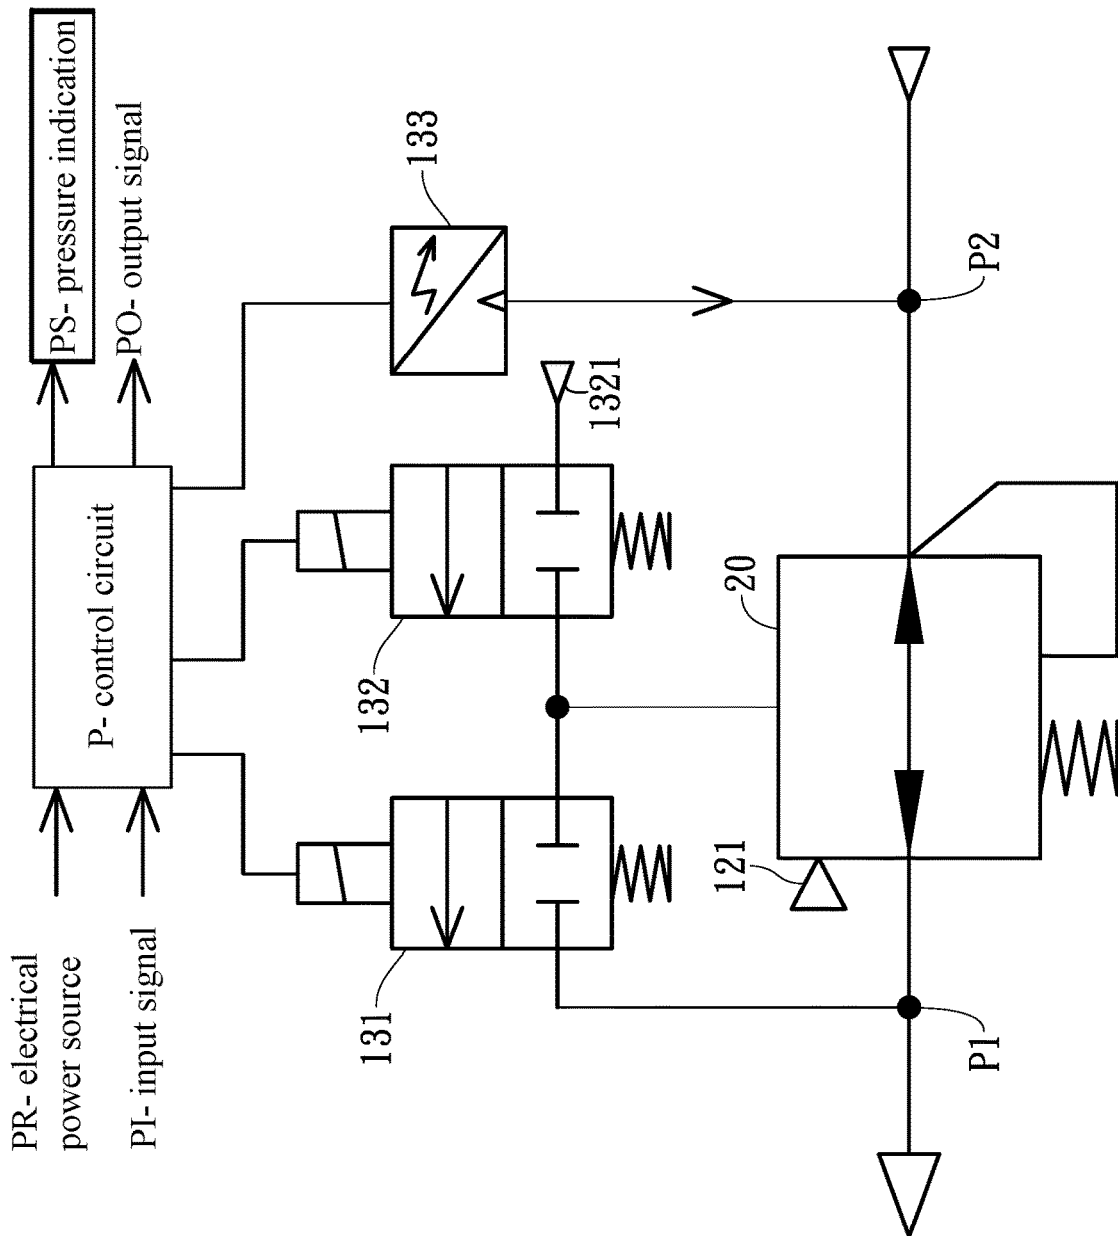 PR- electrical
power source
PI- input signal
P- control circuit
PS- pressure indication
PO- output signal
131
132
1321
133
121
20
P1
P2